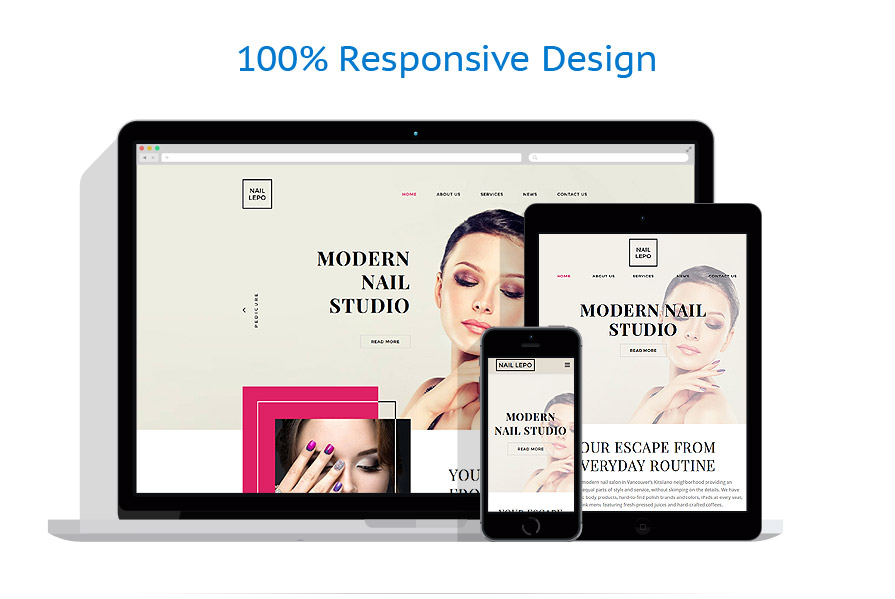 100% Responsive Design
NAIL
LEPO
HOME ABOUT US SERVICES NEWS CONTACT US
MODERN
NAIL
STUDIO
READ MORE
PEDICURE
YOU
NAIL
LEPO
HOME ABOUT US SERVICES NEWS CONTACT US
MODERN NAIL
STUDIO
READ MORE
OUR ESCAPE FROM
VERYDAY ROUTINE
modern nail salon in Vancouver's Kitsilano neighborhood providing an
equal parts of style and service, without skimping on the details. We have
body products, hard-to-find polish brands and colors, iPads at every seat,
menu featuring fresh-pressed juices and hard-crafted coffees.
NAIL LEPO
MODERN
NAIL STUDIO
READ MORE
YOUR ESCAPE